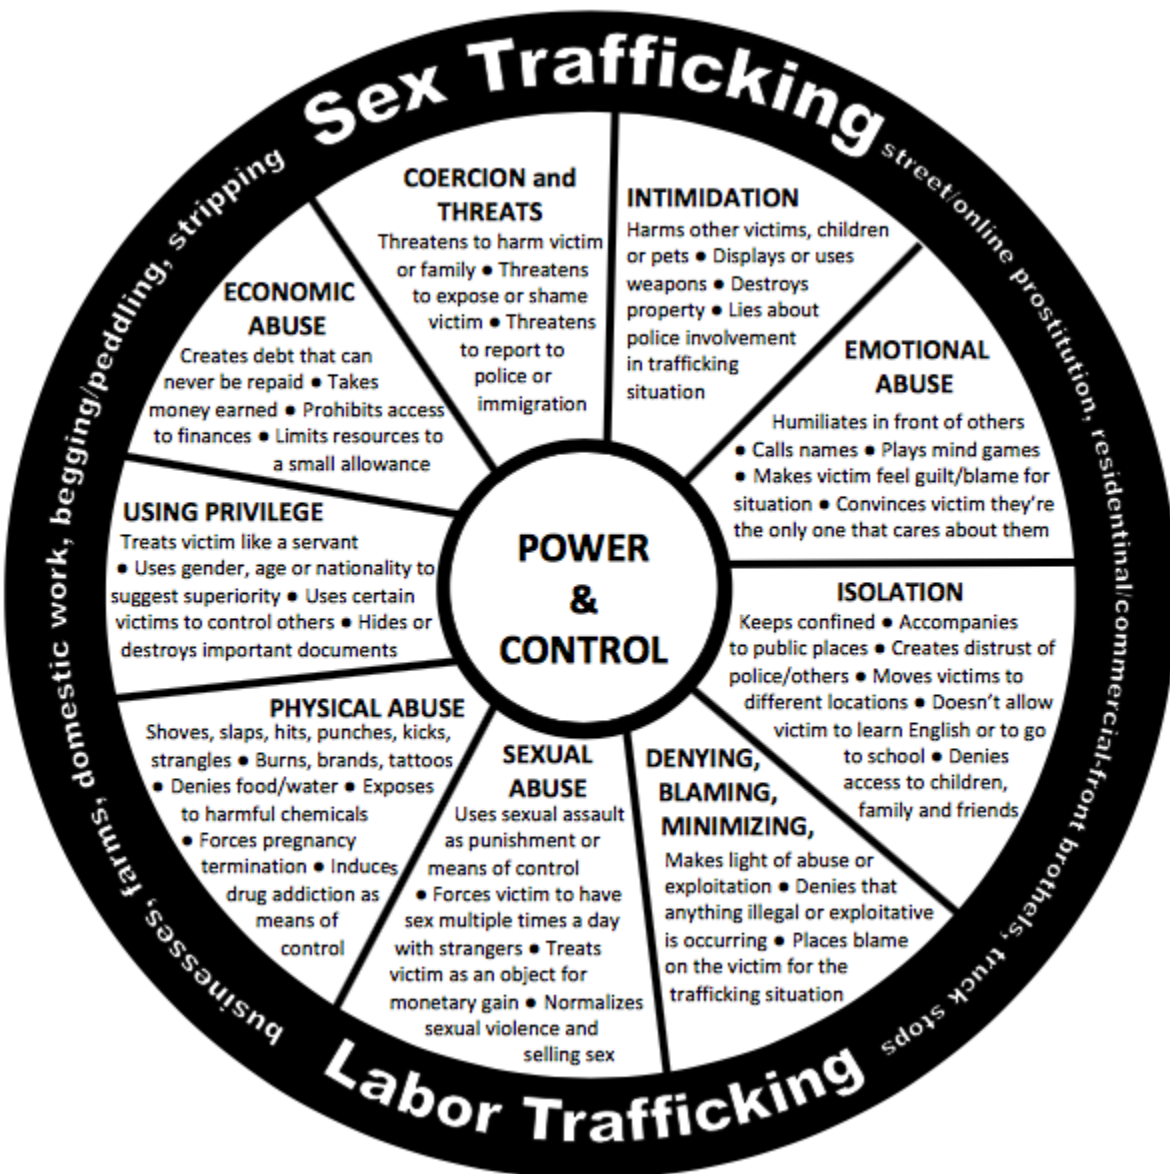 Sex Trafficking
street/online prostitution, residentinal/commercial-front brothels, truck stops
Labor Trafficking
businesses, farms, domestic work, begging/peddling, stripping
COERCION and
THREATS
Threatens to harm victim
or family ● Threatens
to expose or shame
victim ● Threatens
to report to
police or
immigration
INTIMIDATION
Harms other victims, children
or pets ● Displays or uses
weapons ● Destroys
property ● Lies about
police involvement
in trafficking
situation
EMOTIONAL
ABUSE
Humiliates in front of others
● Calls names ● Plays mind games
● Makes victim feel guilt/blame for
situation ● Convinces victim they're
the only one that cares about them
ISOLATION
Keeps confined ● Accompanies
to public places ● Creates distrust of
police/others ● Moves victims to
different locations ● Doesn't allow
victim to learn English or to go
to school ● Denies
access to children,
family and friends
DENYING,
BLAMING,
MINIMIZING,
Makes light of abuse or
exploitation ● Denies that
anything illegal or exploitative
is occurring ● Places blame
on the victim for the
trafficking situation
SEXUAL
ABUSE
Uses sexual assault
as punishment or
means of control
● Forces victim to have
sex multiple times a day
with strangers ● Treats
victim as an object for
monetary gain ● Normalizes
sexual violence and
selling sex
PHYSICAL ABUSE
Shoves, slaps, hits, punches, kicks,
strangles ● Burns, brands, tattoos
● Denies food/water ● Exposes
to harmful chemicals
● Forces pregnancy
termination ● Induces
drug addiction as
means of
control
USING PRIVILEGE
Treats victim like a servant
● Uses gender, age or nationality to
suggest superiority ● Uses certain
victims to control others ● Hides or
destroys important documents
ECONOMIC
ABUSE
Creates debt that can
never be repaid ● Takes
money earned ● Prohibits access
to finances ● Limits resources to
a small allowance
POWER
&
CONTROL